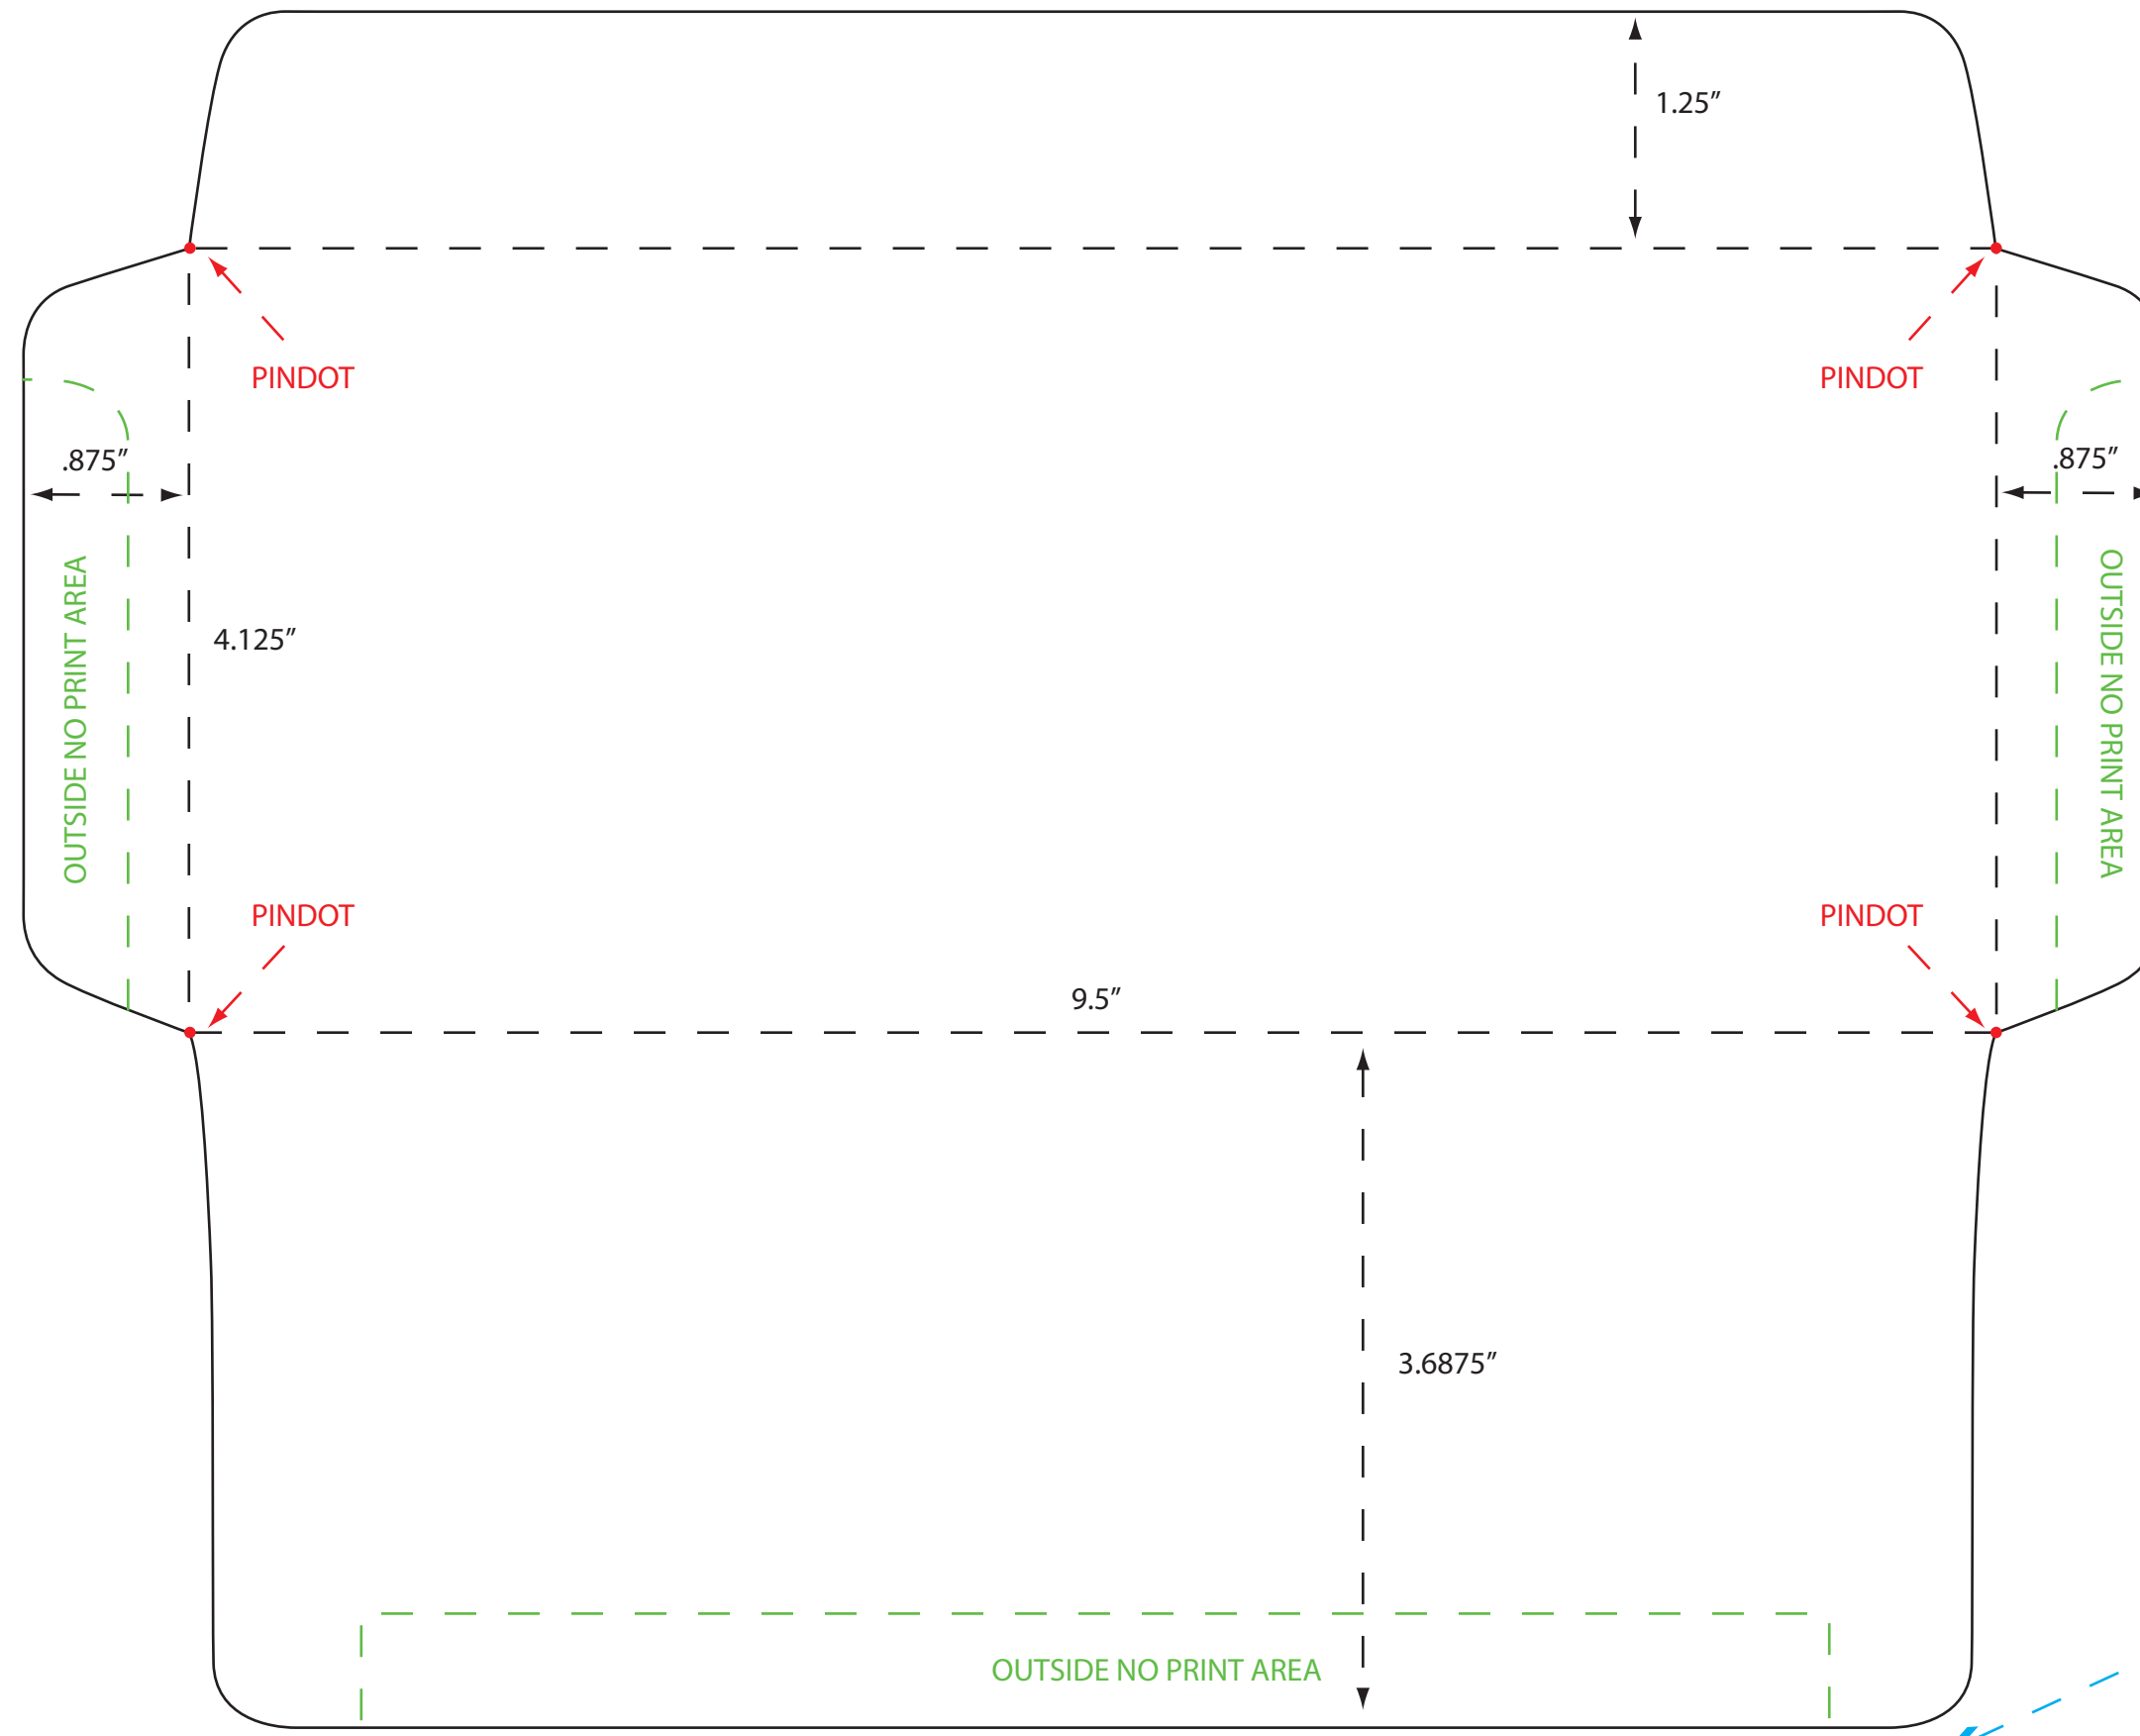 1.25”
PINDOT
PINDOT
.875”
.875”
OUTSIDE NO PRINT AREA
OUTSIDE NO PRINT AREA
4.125”
PINDOT
PINDOT
9.5”
3.6875”
OUTSIDE NO PRINT AREA